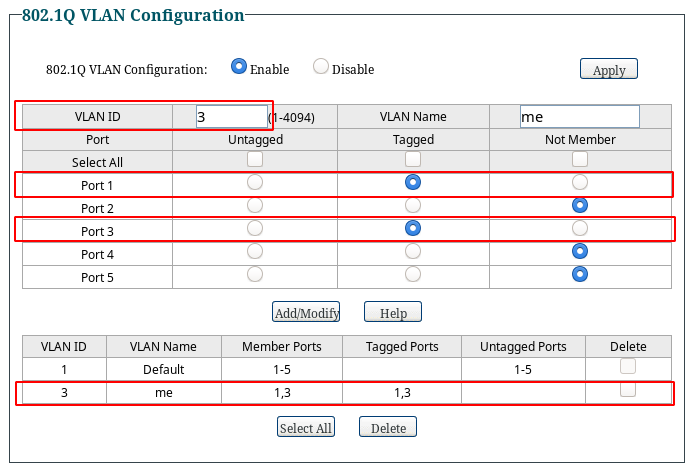 802.1Q VLAN Configuration
802.1Q VLAN Configuration: Enable Disable Apply
VLAN ID 3 (1-4094) VLAN Name me
Port Untagged Tagged Not Member
Select All
Port 1
Port 2
Port 3
Port 4
Port 5
Add/Modify Help
VLAN ID VLAN Name Member Ports Tagged Ports Untagged Ports Delete
1 Default 1-5 1-5
3 me 1,3 1,3
Select All Delete